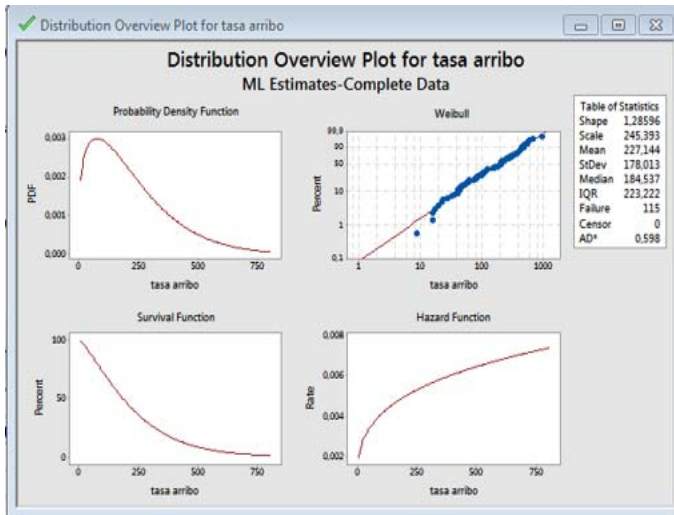 Distribution Overview Plot for tasa arribo
Distribution Overview Plot for tasa arribo
ML Estimates-Complete Data
Probability Density Function
0,003
0,002
0,001
0,000
PDF
0 250 500 750
tasa arribo
Weibull
99,9
90
50
10
1
0,1
Percent
1 10 100 1000
tasa arribo
Table of Statistics
Shape 1,28596
Scale 245,393
Mean 227,144
StDev 178,013
Median 184,537
IQR 223,222
Failure 115
Censor 0
AD* 0,598
Survival Function
100
50
0
Percent
0 250 500 750
tasa arribo
Hazard Function
0,008
0,006
0,004
0,002
Rate
0 250 500 750
tasa arribo